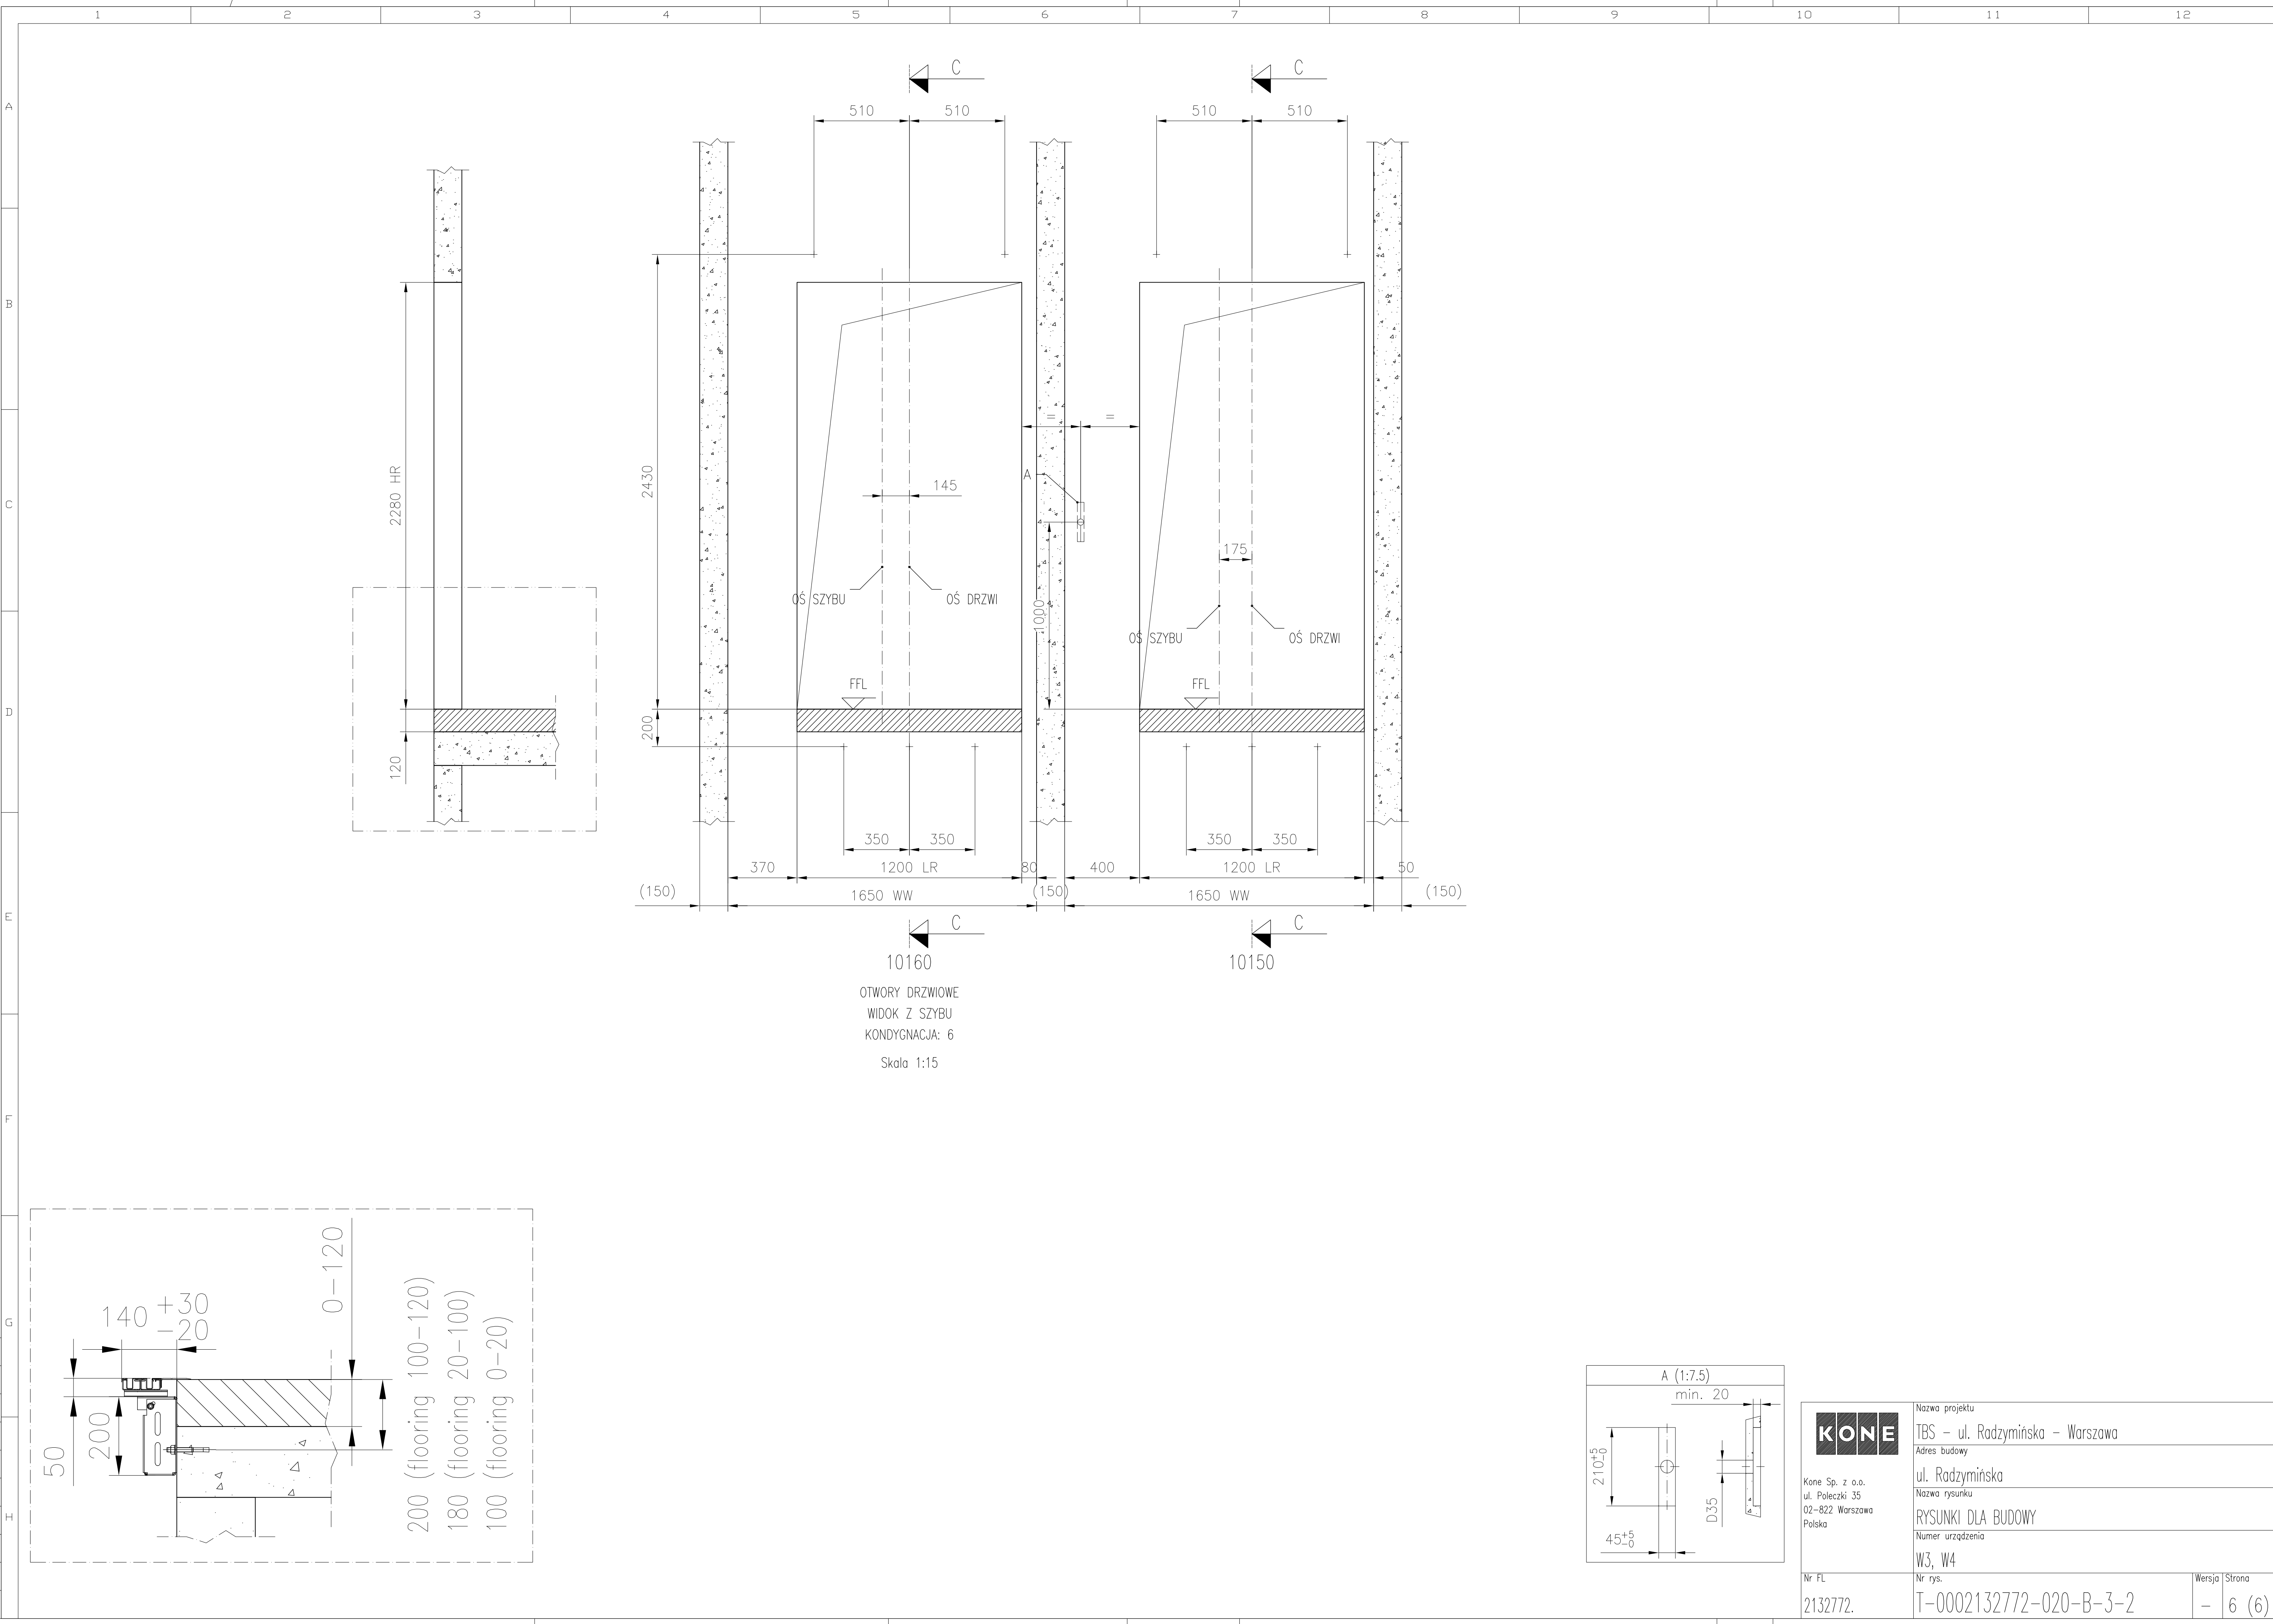 1 2 3 4 5 6 7 8 9 10 11 12
A
B
C
D
E
F
G
H
C
C
510 510
510 510
2280 HR
120
2430
200
= =
A
145
175
1000
OŚ SZYBU
OŚ DRZWI
OŚ SZYBU
OŚ DRZWI
FFL
FFL
350 350
350 350
370 1200 LR 80 400 1200 LR 50
(150) 1650 WW (150) 1650 WW (150)
C
C
10160
10150
OTWORY DRZWIOWE
WIDOK Z SZYBU
KONDYGNACJA: 6
Skala 1:15
140 +30 -20
0-120
50
200
200 (flooring 100-120)
180 (flooring 20-100)
100 (flooring 0-20)
A (1:7.5)
min. 20
210 +5 -0
D35
45 +5 -0
KONE
Kone Sp. z o.o.
ul. Poleczki 35
02-822 Warszawa
Polska
Nazwa projektu
TBS - ul. Radzymińska - Warszawa
Adres budowy
ul. Radzymińska
Nazwa rysunku
RYSUNKI DLA BUDOWY
Numer urządzenia
W3, W4
Nr FL
2132772.
Nr rys.
T-0002132772-020-B-3-2
Wersja
-
Strona
6 (6)